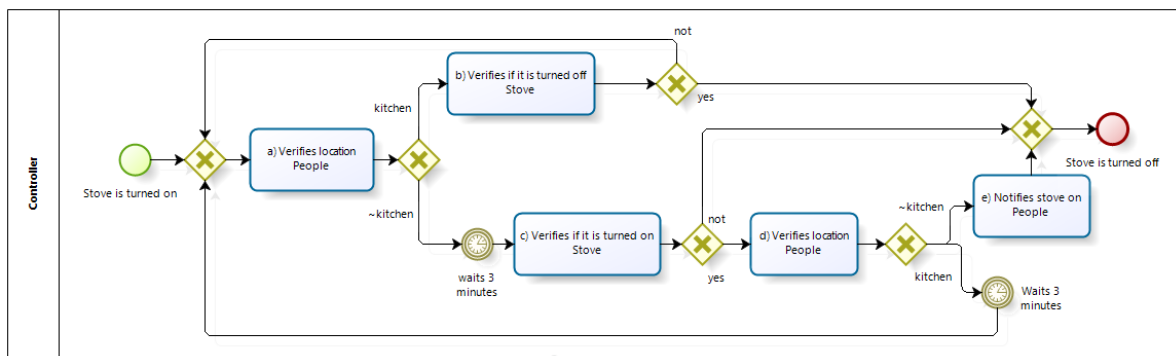 Controller
Stove is turned on
a) Verifies location
People
kitchen
~kitchen
b) Verifies if it is turned off
Stove
not
yes
waits 3
minutes
c) Verifies if it is turned on
Stove
not
yes
d) Verifies location
People
~kitchen
kitchen
e) Notifies stove on
People
Waits 3
minutes
Stove is turned off